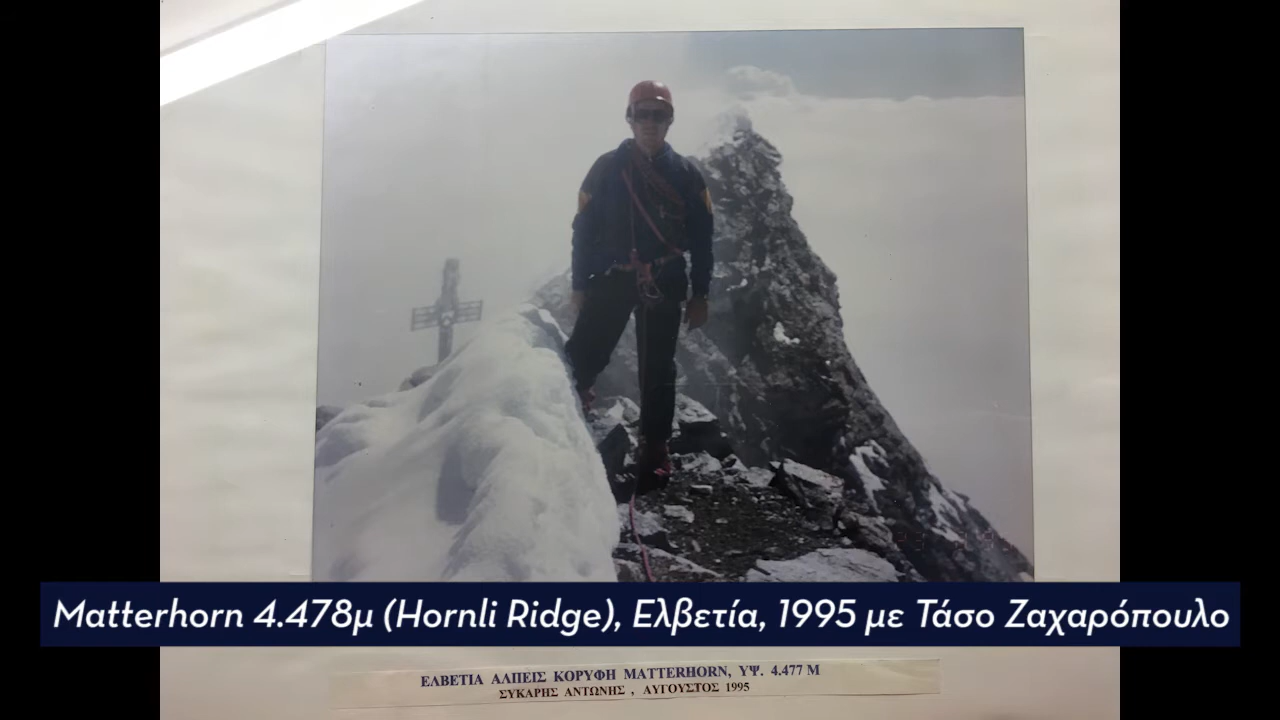 Matterhorn 4.478μ (Hornli Ridge), Ελβετία, 1995 με Τάσο Ζαχαρόπουλο
ΕΛΒΕΤΙΑ ΑΛΠΕΙΣ ΚΟΡΥΦΗ MATTERHORN, ΥΨ. 4.477 Μ
ΣΥΚΑΡΗΣ ΑΝΤΩΝΗΣ , ΑΥΓΟΥΣΤΟΣ 1995